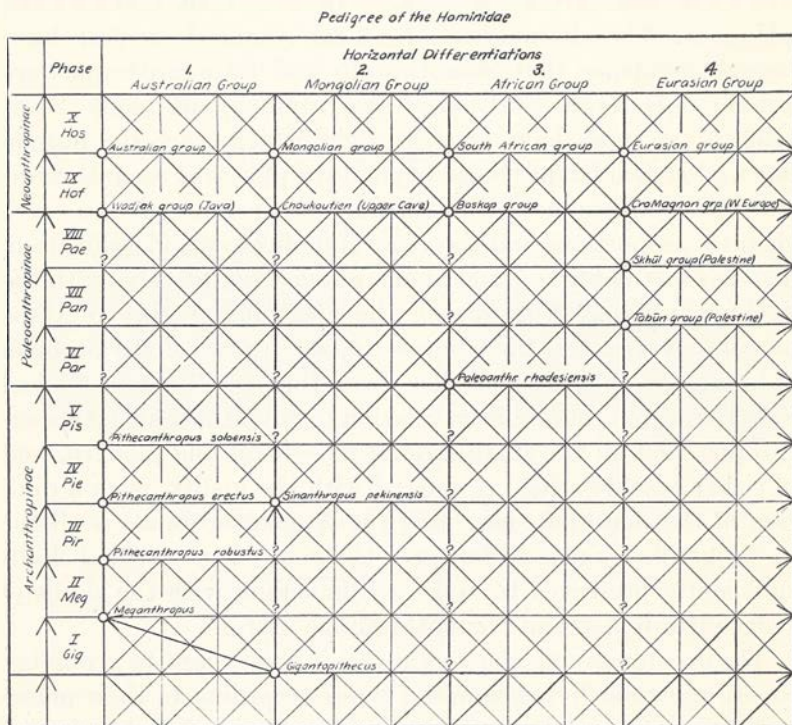 Pedigree of the Hominidae
Phase
Horizontal Differentiations
1.
Australian Group
2.
Mongolian Group
3.
African Group
4.
Eurasian Group
Neoanthropinae
X
Hos
Australian group
Mongolian group
South African group
Eurasian group
IX
Hof
Wadjak group (Java)
Choukoutien (Upper Cave)
Boskop group
CroMagnon grp.(W Europe)
Paleoanthropinae
VIII
Pae
?
?
Skhūl group (Palestine)
VII
Pan
?
?
Tabūn group (Palestine)
VI
Par
?
?
Paleoanthr. rhodesiensis
?
Archanthropinae
V
Pis
Pithecanthropus soloensis
?
?
?
IV
Pie
Pithecanthropus erectus
Sinanthropus pekinensis
?
?
III
Pir
Pithecanthropus robustus
?
?
?
II
Meg
Meganthropus
?
?
?
I
Gig
Gigantopithecus
?
?